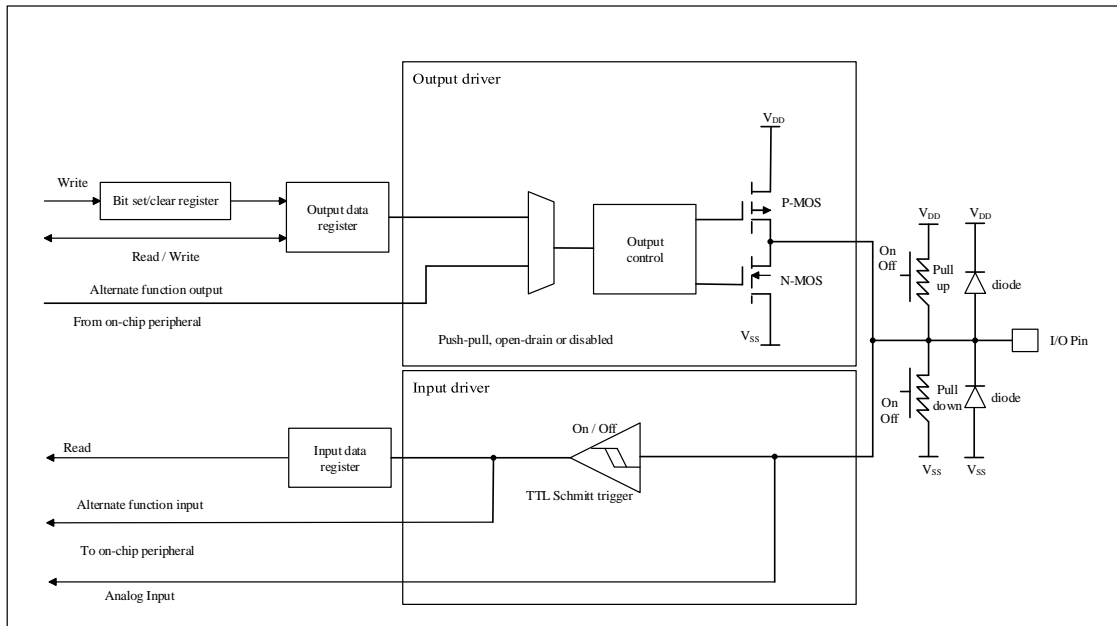 Output driver
V_DD
Write
Bit set/clear register
Output data
register
P-MOS
Output
control
V_DD
V_DD
Read / Write
On
Off
Pull
up
diode
N-MOS
Alternate function output
From on-chip peripheral
Push-pull, open-drain or disabled
V_SS
I/O Pin
Input driver
On
Off
Pull
down
diode
On / Off
Read
Input data
register
V_SS
V_SS
TTL Schmitt trigger
Alternate function input
To on-chip peripheral
Analog Input